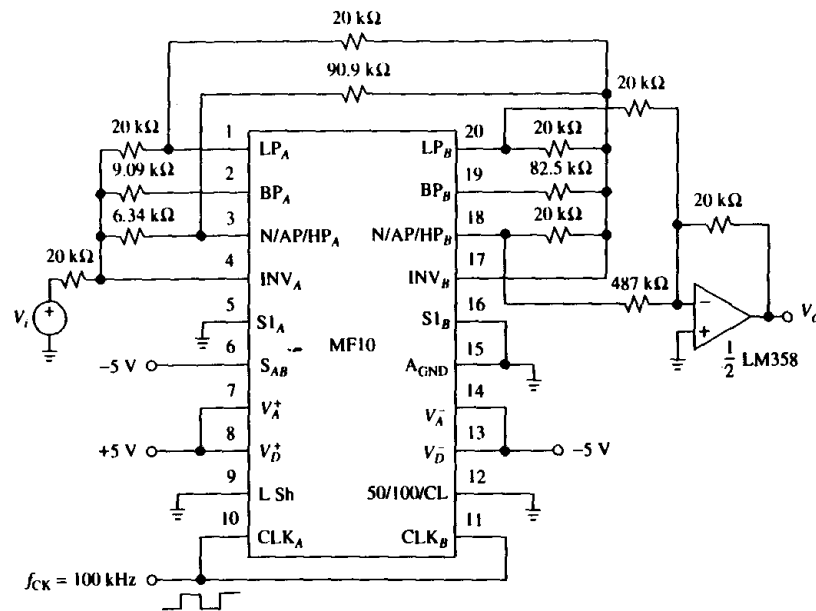 20 kΩ
90.9 kΩ
20 kΩ
20 kΩ
1
LP_A
20
LP_B
20 kΩ
9.09 kΩ
2
BP_A
19
BP_B
82.5 kΩ
6.34 kΩ
3
N/AP/HP_A
18
N/AP/HP_B
20 kΩ
20 kΩ
20 kΩ
4
INV_A
17
INV_B
487 kΩ
V_i
+
5
S1_A
16
S1_B
−
+
V_o
6
S_AB
MF10
15
A_GND
1/2 LM358
−5 V
7
V_A^+
14
V_A^−
8
V_D^+
13
V_D^−
+5 V
−5 V
9
L Sh
12
50/100/CL
10
CLK_A
11
CLK_B
f_CK = 100 kHz